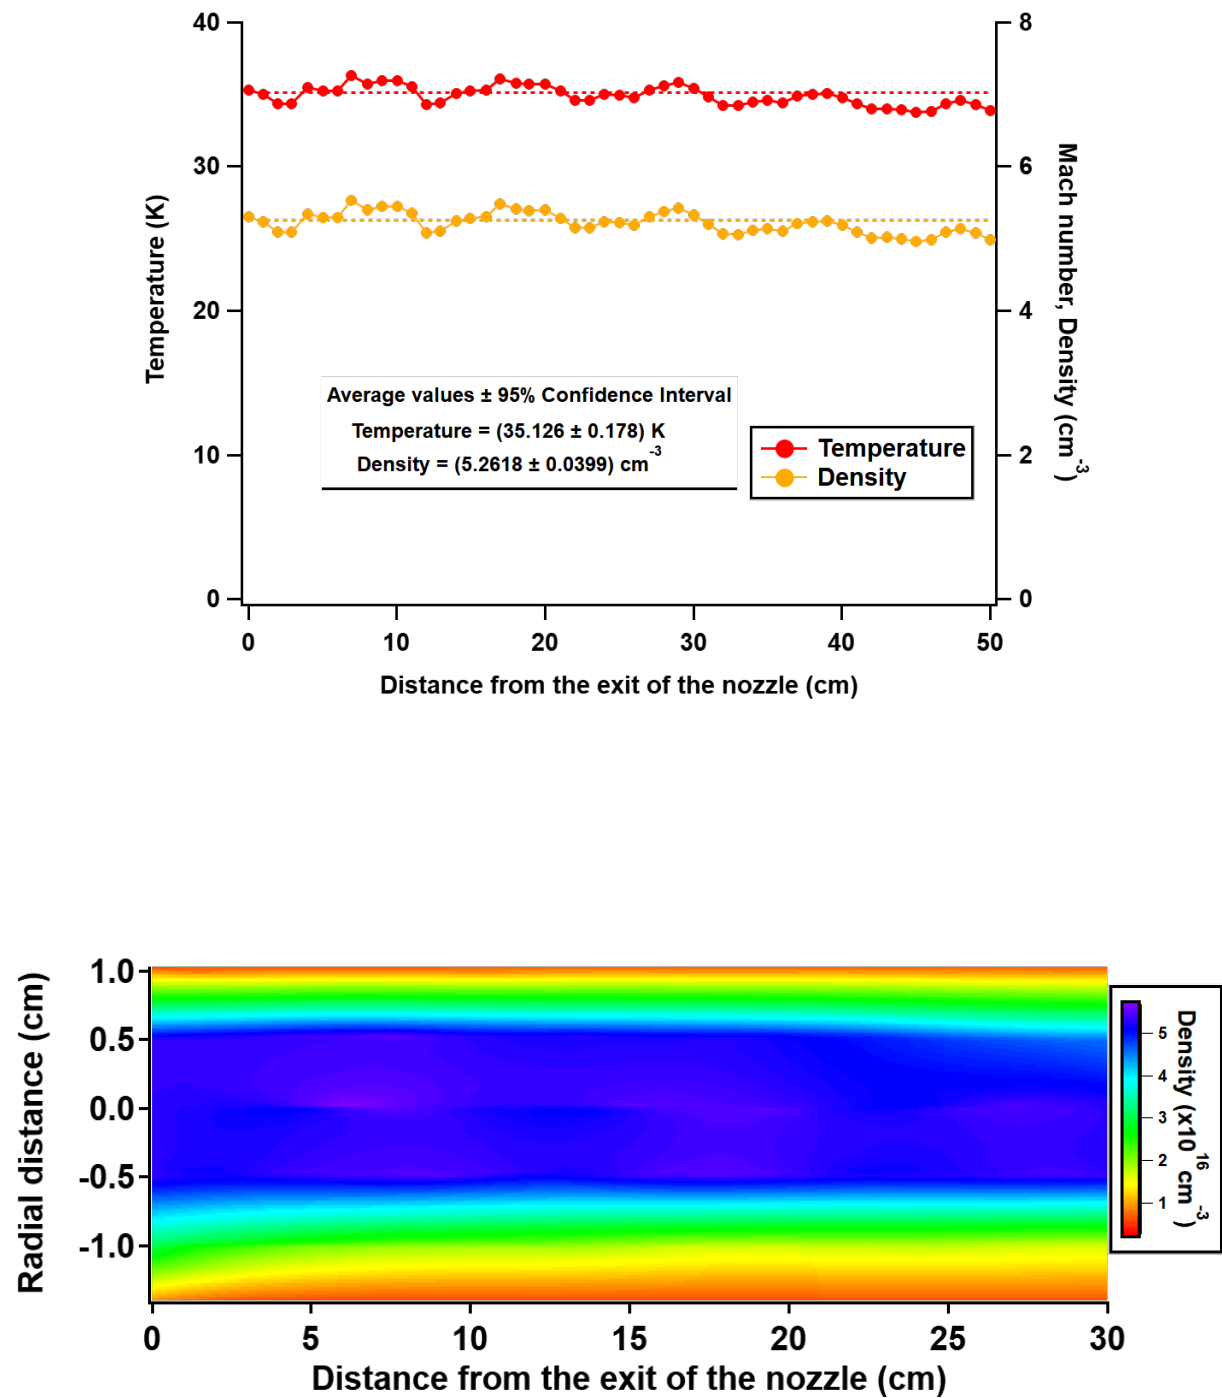 40
30
20
10
0
Temperature (K)
8
6
4
2
0
Mach number, Density (cm⁻³)
Average values ± 95% Confidence Interval
Temperature = (35.126 ± 0.178) K
Density = (5.2618 ± 0.0399) cm⁻³
Temperature
Density
0 10 20 30 40 50
Distance from the exit of the nozzle (cm)
1.0
0.5
0.0
-0.5
-1.0
Radial distance (cm)
5
4
3
2
1
Density (x10¹⁶ cm⁻³)
0 5 10 15 20 25 30
Distance from the exit of the nozzle (cm)